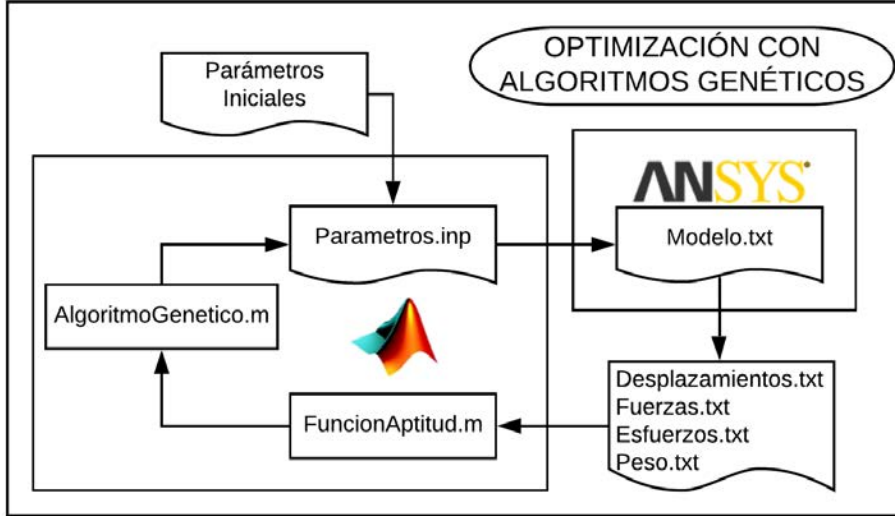 OPTIMIZACIÓN CON
ALGORITMOS GENÉTICOS
Parámetros
Iniciales
ANSYS
Parametros.inp
Modelo.txt
AlgoritmoGenetico.m
FuncionAptitud.m
Desplazamientos.txt
Fuerzas.txt
Esfuerzos.txt
Peso.txt